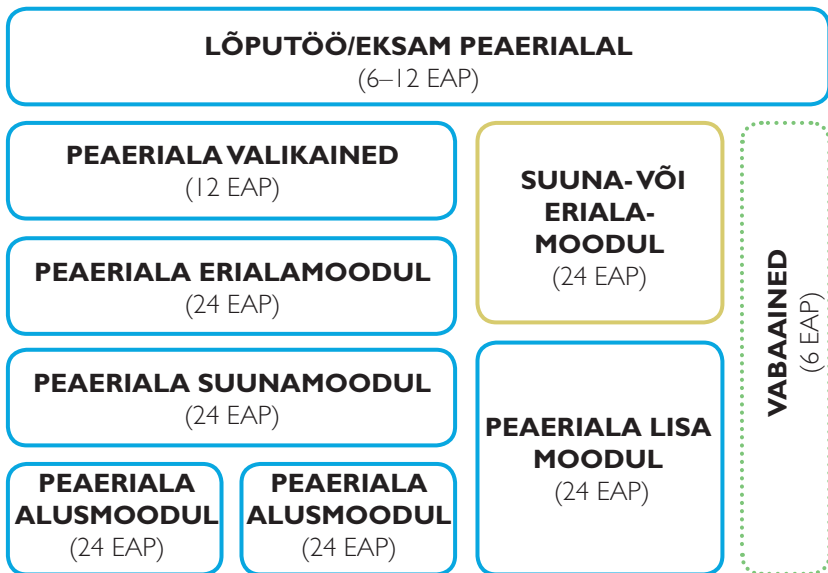 LÕPUTÖÖ/EKSAM PEAERIALAL
(6–12 EAP)
PEAERIALA VALIKAINED
(12 EAP)
SUUNA- VÕI
ERIALA-
MOODUL
(24 EAP)
PEAERIALA ERIALAMOODUL
(24 EAP)
PEAERIALA SUUNAMOODUL
(24 EAP)
PEAERIALA LISA
MOODUL
(24 EAP)
PEAERIALA
ALUSMOODUL
(24 EAP)
PEAERIALA
ALUSMOODUL
(24 EAP)
VABAAINED
(6 EAP)